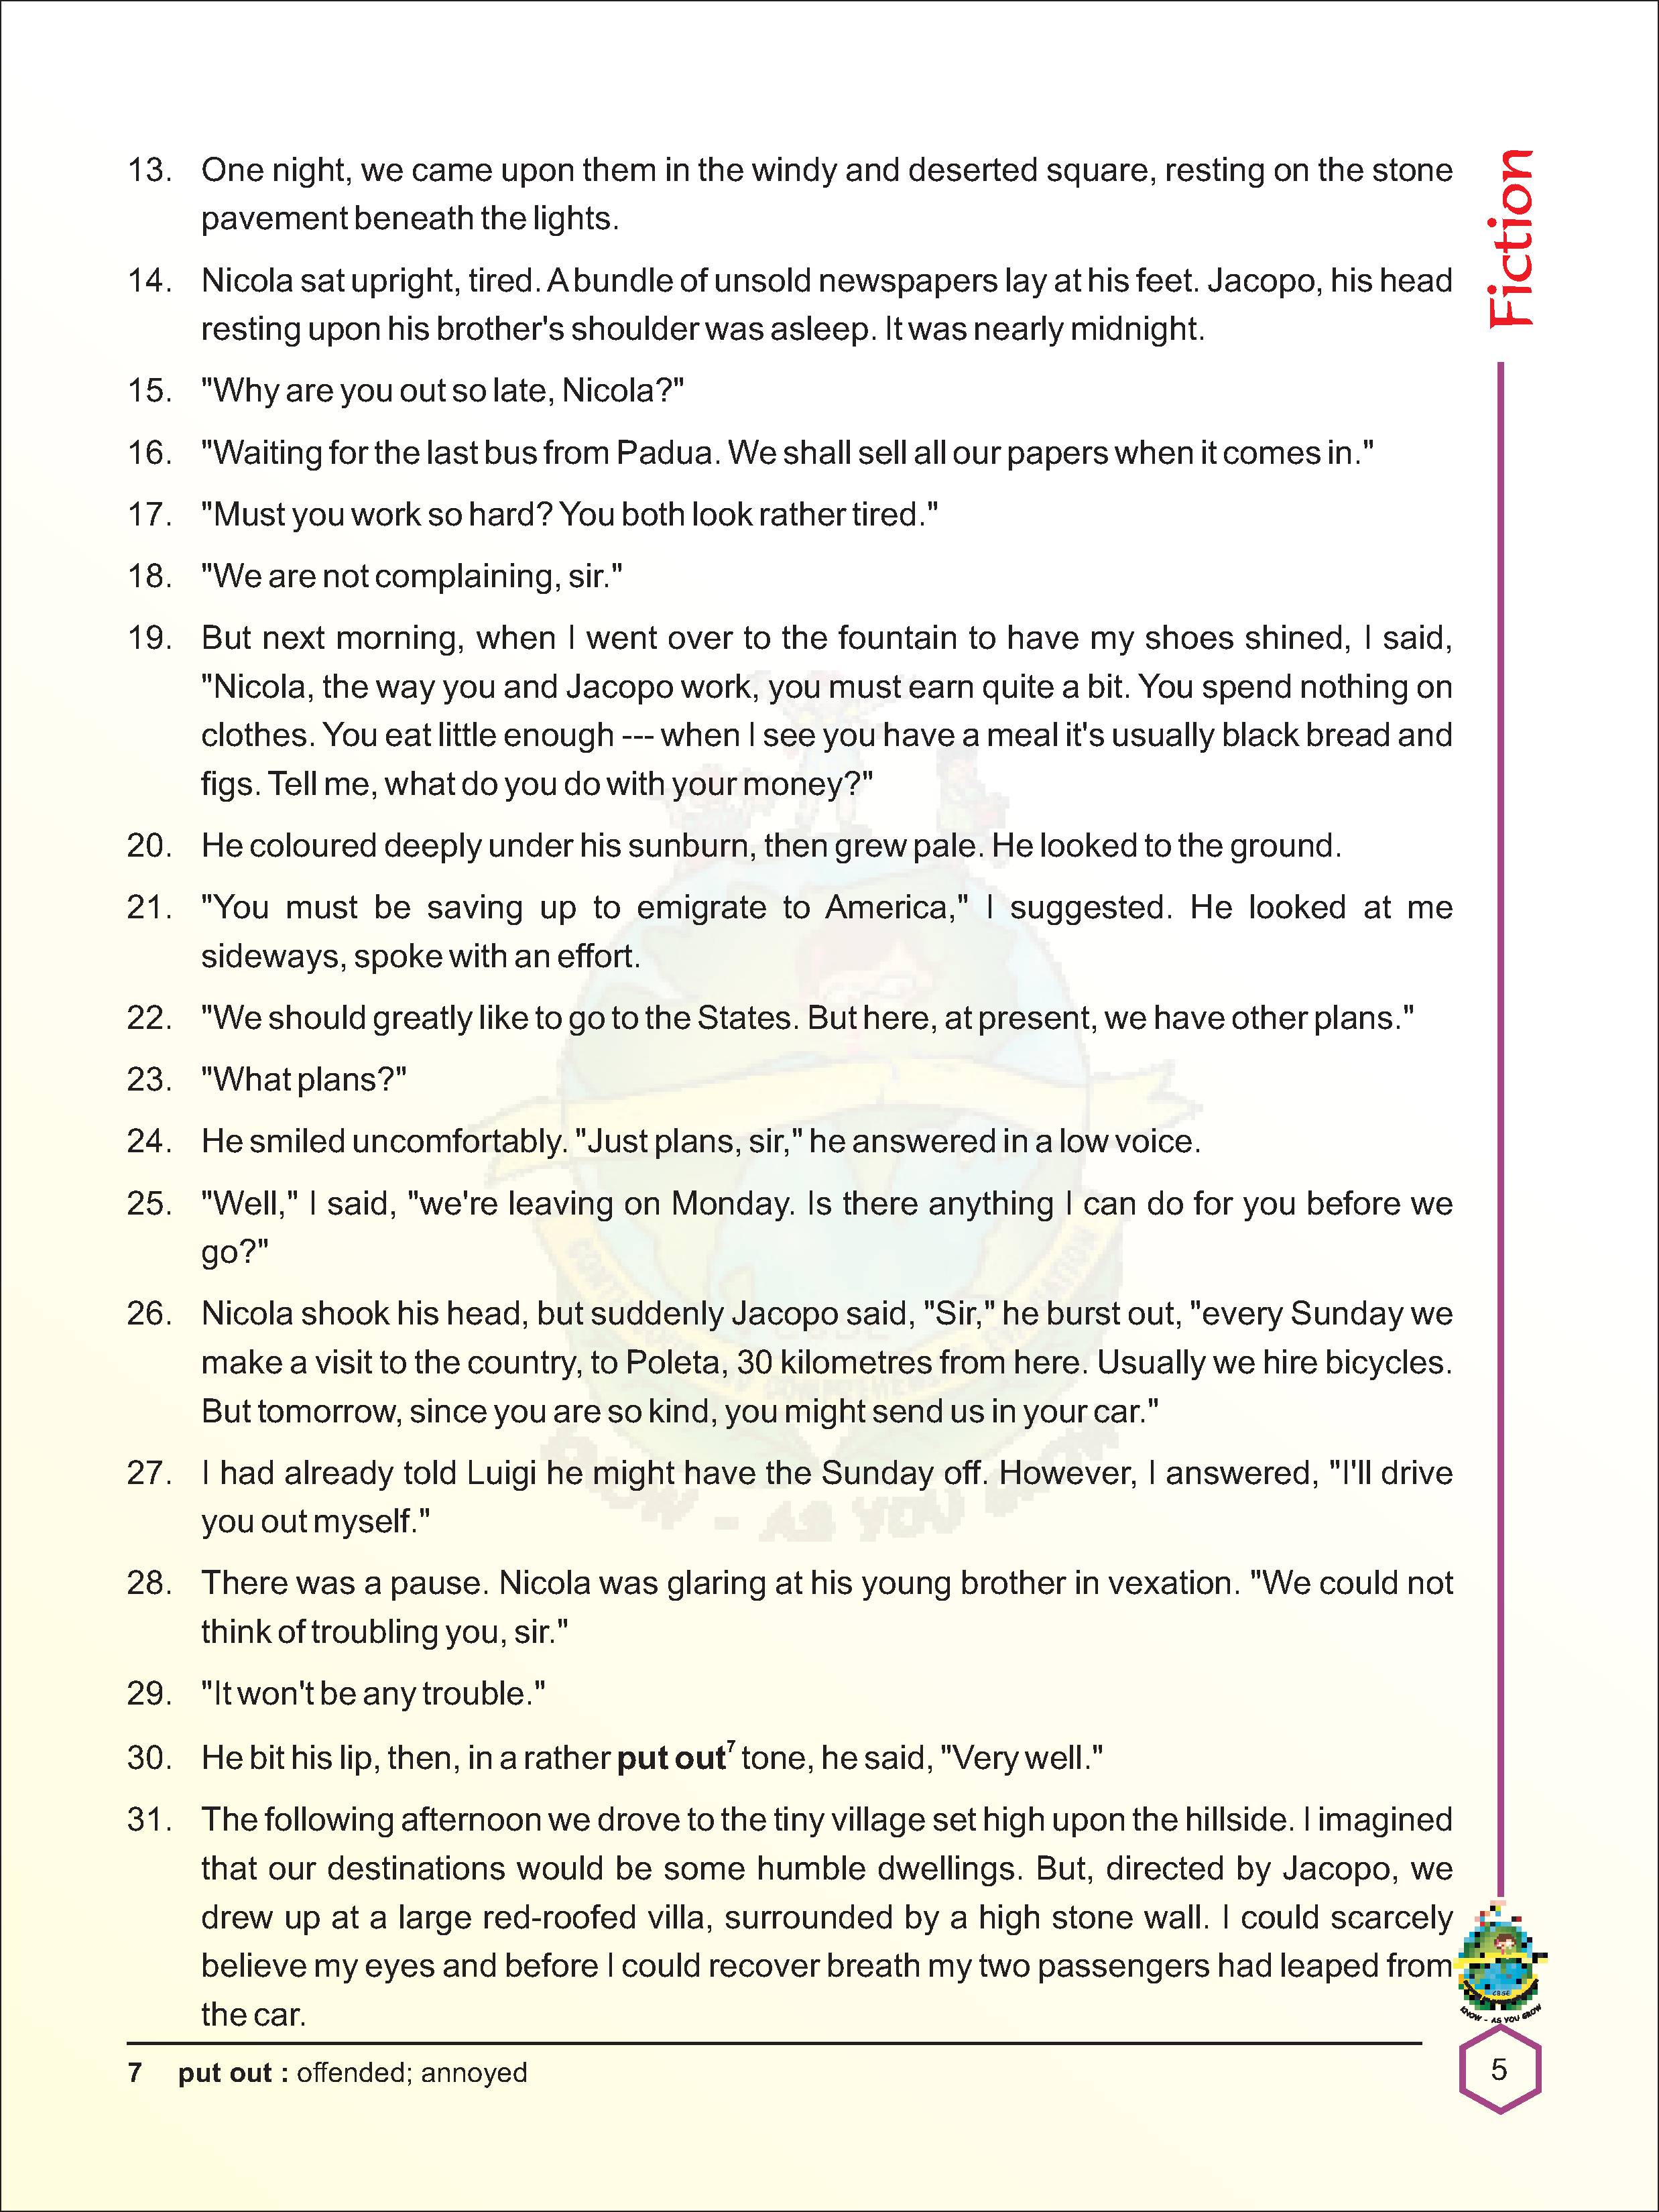 Fiction
13. One night, we came upon them in the windy and deserted square, resting on the stone
pavement beneath the lights.
14. Nicola sat upright, tired. A bundle of unsold newspapers lay at his feet. Jacopo, his head
resting upon his brother's shoulder was asleep. It was nearly midnight.
15. "Why are you out so late, Nicola?"
16. "Waiting for the last bus from Padua. We shall sell all our papers when it comes in."
17. "Must you work so hard? You both look rather tired."
18. "We are not complaining, sir."
19. But next morning, when I went over to the fountain to have my shoes shined, I said,
"Nicola, the way you and Jacopo work, you must earn quite a bit. You spend nothing on
clothes. You eat little enough --- when I see you have a meal it's usually black bread and
figs. Tell me, what do you do with your money?"
20. He coloured deeply under his sunburn, then grew pale. He looked to the ground.
21. "You must be saving up to emigrate to America," I suggested. He looked at me
sideways, spoke with an effort.
22. "We should greatly like to go to the States. But here, at present, we have other plans."
23. "What plans?"
24. He smiled uncomfortably. "Just plans, sir," he answered in a low voice.
25. "Well," I said, "we're leaving on Monday. Is there anything I can do for you before we
go?"
26. Nicola shook his head, but suddenly Jacopo said, "Sir," he burst out, "every Sunday we
make a visit to the country, to Poleta, 30 kilometres from here. Usually we hire bicycles.
But tomorrow, since you are so kind, you might send us in your car."
27. I had already told Luigi he might have the Sunday off. However, I answered, "I'll drive
you out myself."
28. There was a pause. Nicola was glaring at his young brother in vexation. "We could not
think of troubling you, sir."
29. "It won't be any trouble."
30. He bit his lip, then, in a rather put out7 tone, he said, "Very well."
31. The following afternoon we drove to the tiny village set high upon the hillside. I imagined
that our destinations would be some humble dwellings. But, directed by Jacopo, we
drew up at a large red-roofed villa, surrounded by a high stone wall. I could scarcely
believe my eyes and before I could recover breath my two passengers had leaped from
the car.
7 put out : offended; annoyed
CBSE
KNOW - AS YOU GROW
5